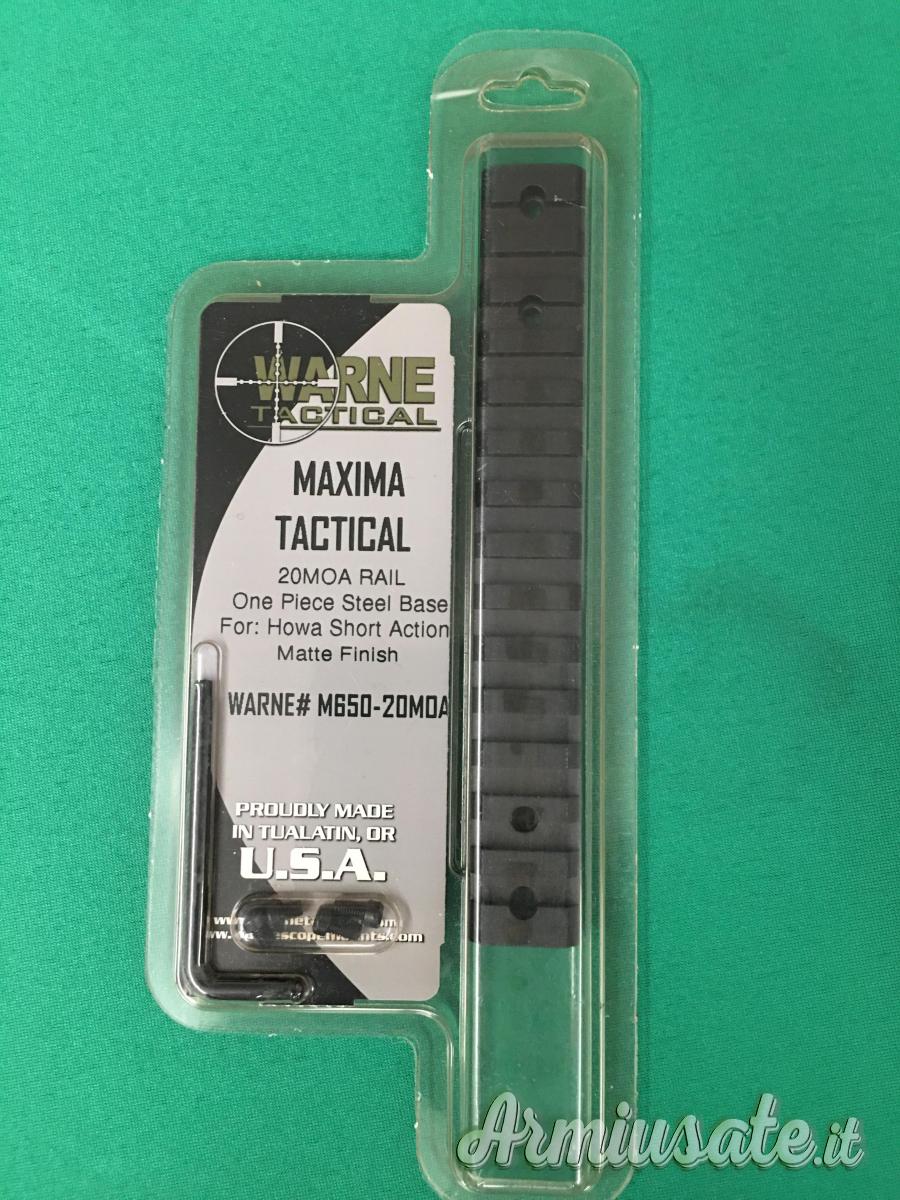 WARNE
TACTICAL
MAXIMA
TACTICAL
20MOA RAIL
One Piece Steel Base
For: Howa Short Action
Matte Finish
WARNE# M650-20MOA
PROUDLY MADE
IN TUALATIN, OR
U.S.A.
Armiusate.it